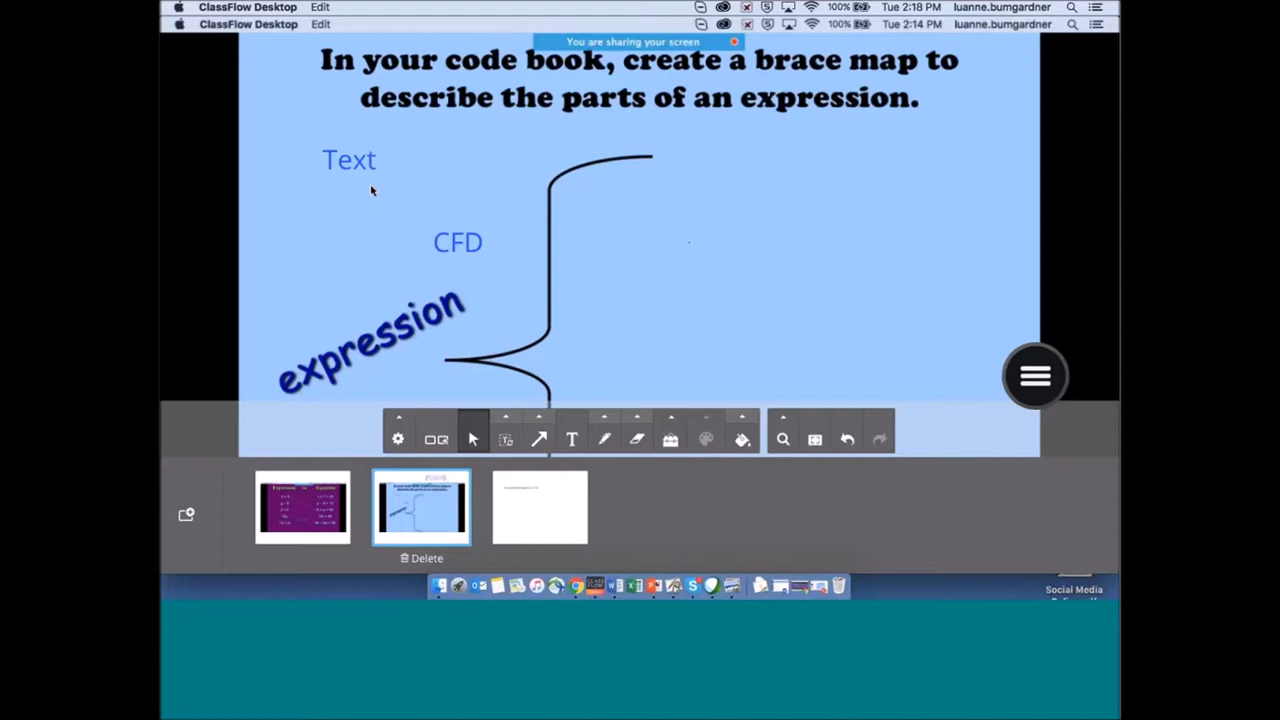 ClassFlow Desktop Edit 100% Tue 2:18 PM luanne.bumgardner
ClassFlow Desktop Edit 100% Tue 2:14 PM luanne.bumgardner
You are sharing your screen
In your code book, create a brace map to
describe the parts of an expression.
Text
CFD
expression
T
Delete
Social Media